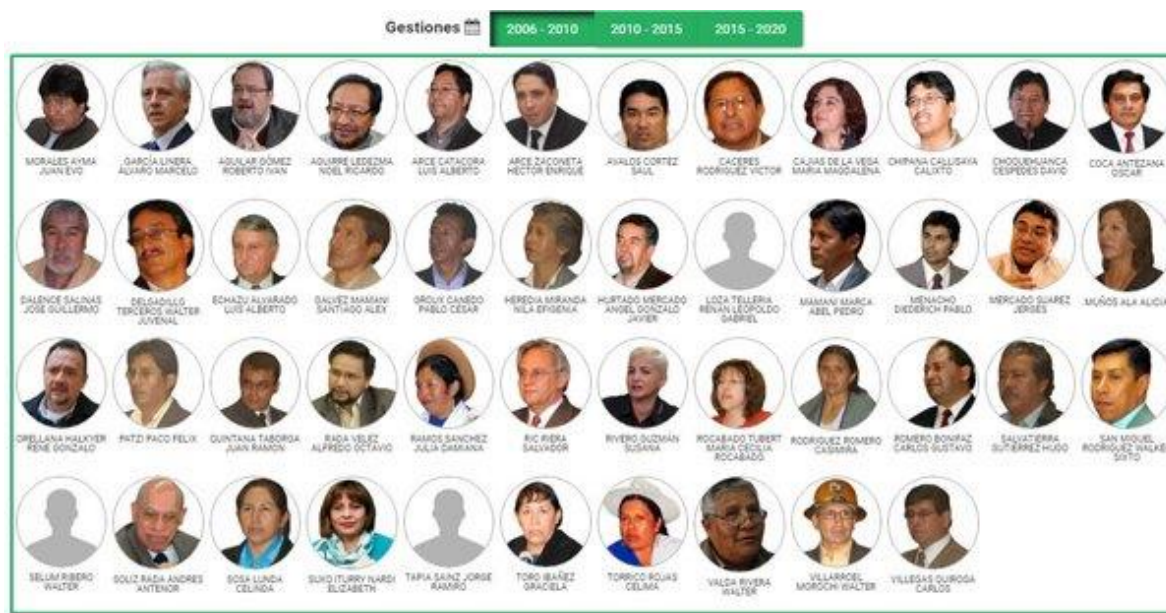 Gestiones
2006 - 2010 2010 - 2015 2015 - 2020
MORALES AYMA
JUAN EVO
GARCÍA LINERA
ÁLVARO MARCELO
AGUILAR GÓMEZ
ROBERTO IVAN
AGUIRRE LEDEZMA
NOEL RICARDO
ARCE CATACORA
LUIS ALBERTO
ARCE ZACONETA
HÉCTOR ENRIQUE
AVALOS CORTEZ
SAUL
CACERES
RODRIGUEZ VICTOR
CAJIAS DE LA VEGA
MARIA MAGDALENA
CHIPANA CALLISAYA
CALIXTO
CHOQUEHUANCA
CESPEDES DAVID
COCA ANTEZANA
OSCAR
DALENCE SALINAS
JOSE GUILLERMO
DELGADILLO
TERCEROS WALTER
JUVENAL
ECHAZU ALVARADO
LUIS ALBERTO
GALVEZ MAMANI
SANTIAGO ALEX
GROUX CANEDO
PABLO CESAR
HEREDIA MIRANDA
NILA EFIGENIA
HURTADO MERCADO
ANGEL GONZALO
JAVIER
LOZA TELLERIA
RENAN LEOPOLDO
GABRIEL
MAMANI MARCA
ABEL PEDRO
MENACHO
DIEDERICH PABLO
MERCADO SUAREZ
JERGES
MUÑOS ALA ALICIA
ORELLANA HALKYER
RENE GONZALO
PATZI PACO FELIX
QUINTANA TABORGA
JUAN RAMON
RADA VELEZ
ALFREDO OCTAVIO
RAMOS SANCHEZ
JULIA DAMIANA
RIC RIERA
SALVADOR
RIVERO GUZMÁN
SUSANA
ROCABADO TUBERT
MARIA CECILIA
ROCABADO
RODRIGUEZ ROMERO
CASIMIRA
ROMERO BONIFAZ
CARLOS GUSTAVO
SALVATIERRA
GUTIERREZ HUGO
SAN MIGUEL
RODRIGUEZ WALKER
SIXTO
SELUM RIBERO
WALTER
SOLIZ RADA ANDRES
ANTENOR
SOSA LUNDA
CELINDA
SUXO ITURRY NARDI
ELIZABETH
TAPIA SAINZ JORGE
RAMIRO
TORO IBAÑEZ
GRACIELA
TORRICO ROJAS
CELIMA
VALDA RIVERA
WALTER
VILLARROEL
MOROCHI WALTER
VILLEGAS QUIROGA
CARLOS